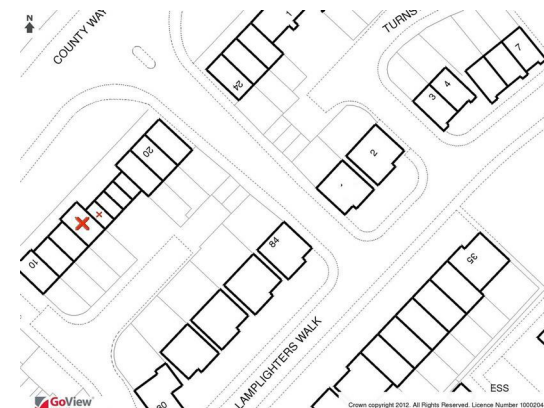 N
COUNTY WAY
TURNS
1
24
7
4
3
20
2
10
84
35
LAMPLIGHTERS WALK
80
ESS
GoView
Crown copyright 2012. All Rights Reserved. Licence Number 1000204